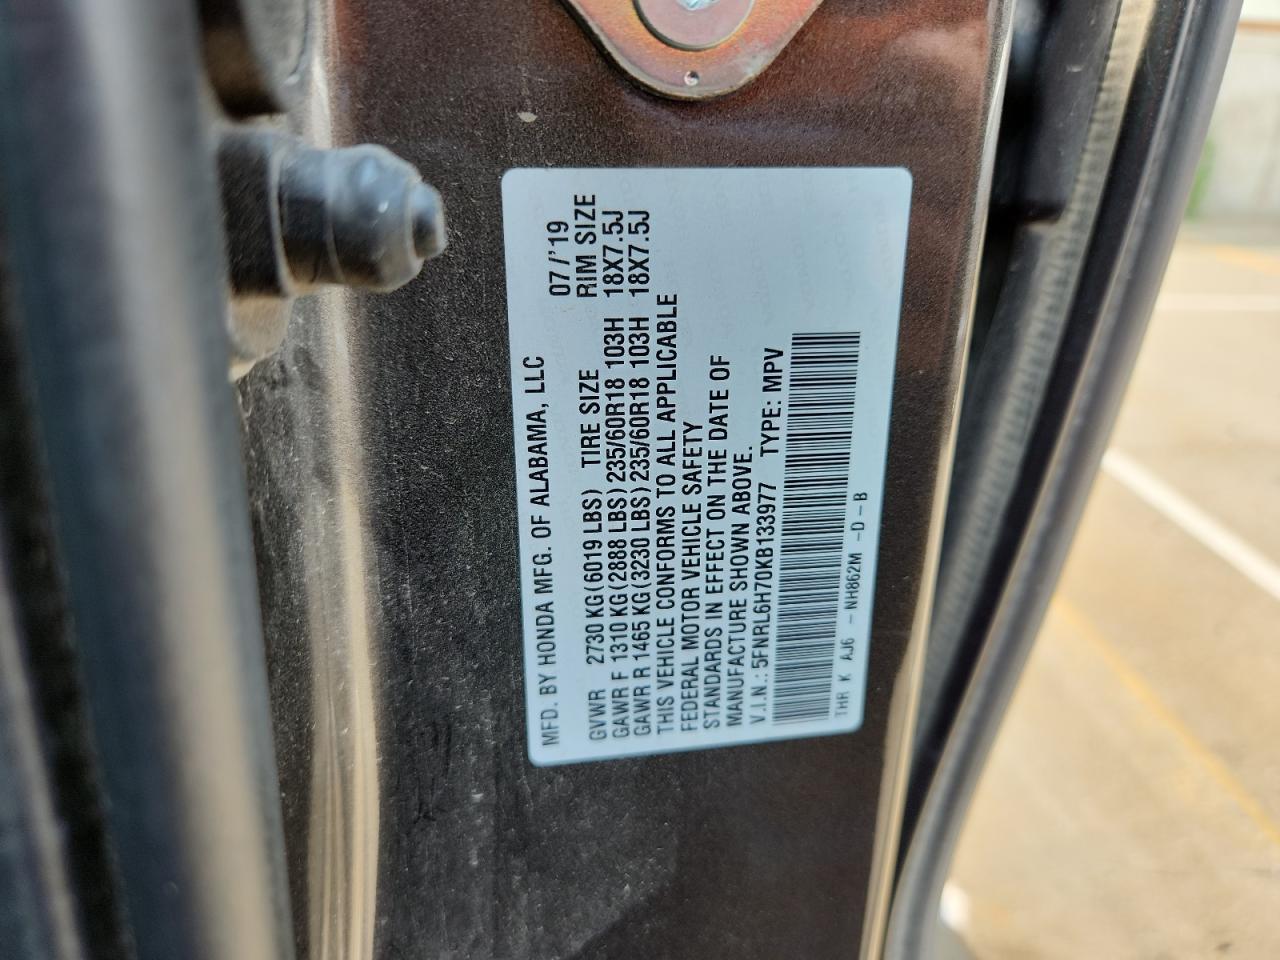 MFD. BY HONDA MFG. OF ALABAMA, LLC 07/'19
GVWR 2730 KG(6019 LBS) TIRE SIZE RIM SIZE
GAWR F 1310 KG(2888 LBS)235/60R18 103H 18X7.5J
GAWR R 1465 KG(3230 LBS)235/60R18 103H 18X7.5J
THIS VEHICLE CONFORMS TO ALL APPLICABLE
FEDERAL MOTOR VEHICLE SAFETY
STANDARDS IN EFFECT ON THE DATE OF
MANUFACTURE SHOWN ABOVE.
V.I.N.: 5FNRL6H70KB133977 TYPE: MPV
THR K AJ6 - NH862M -D-B